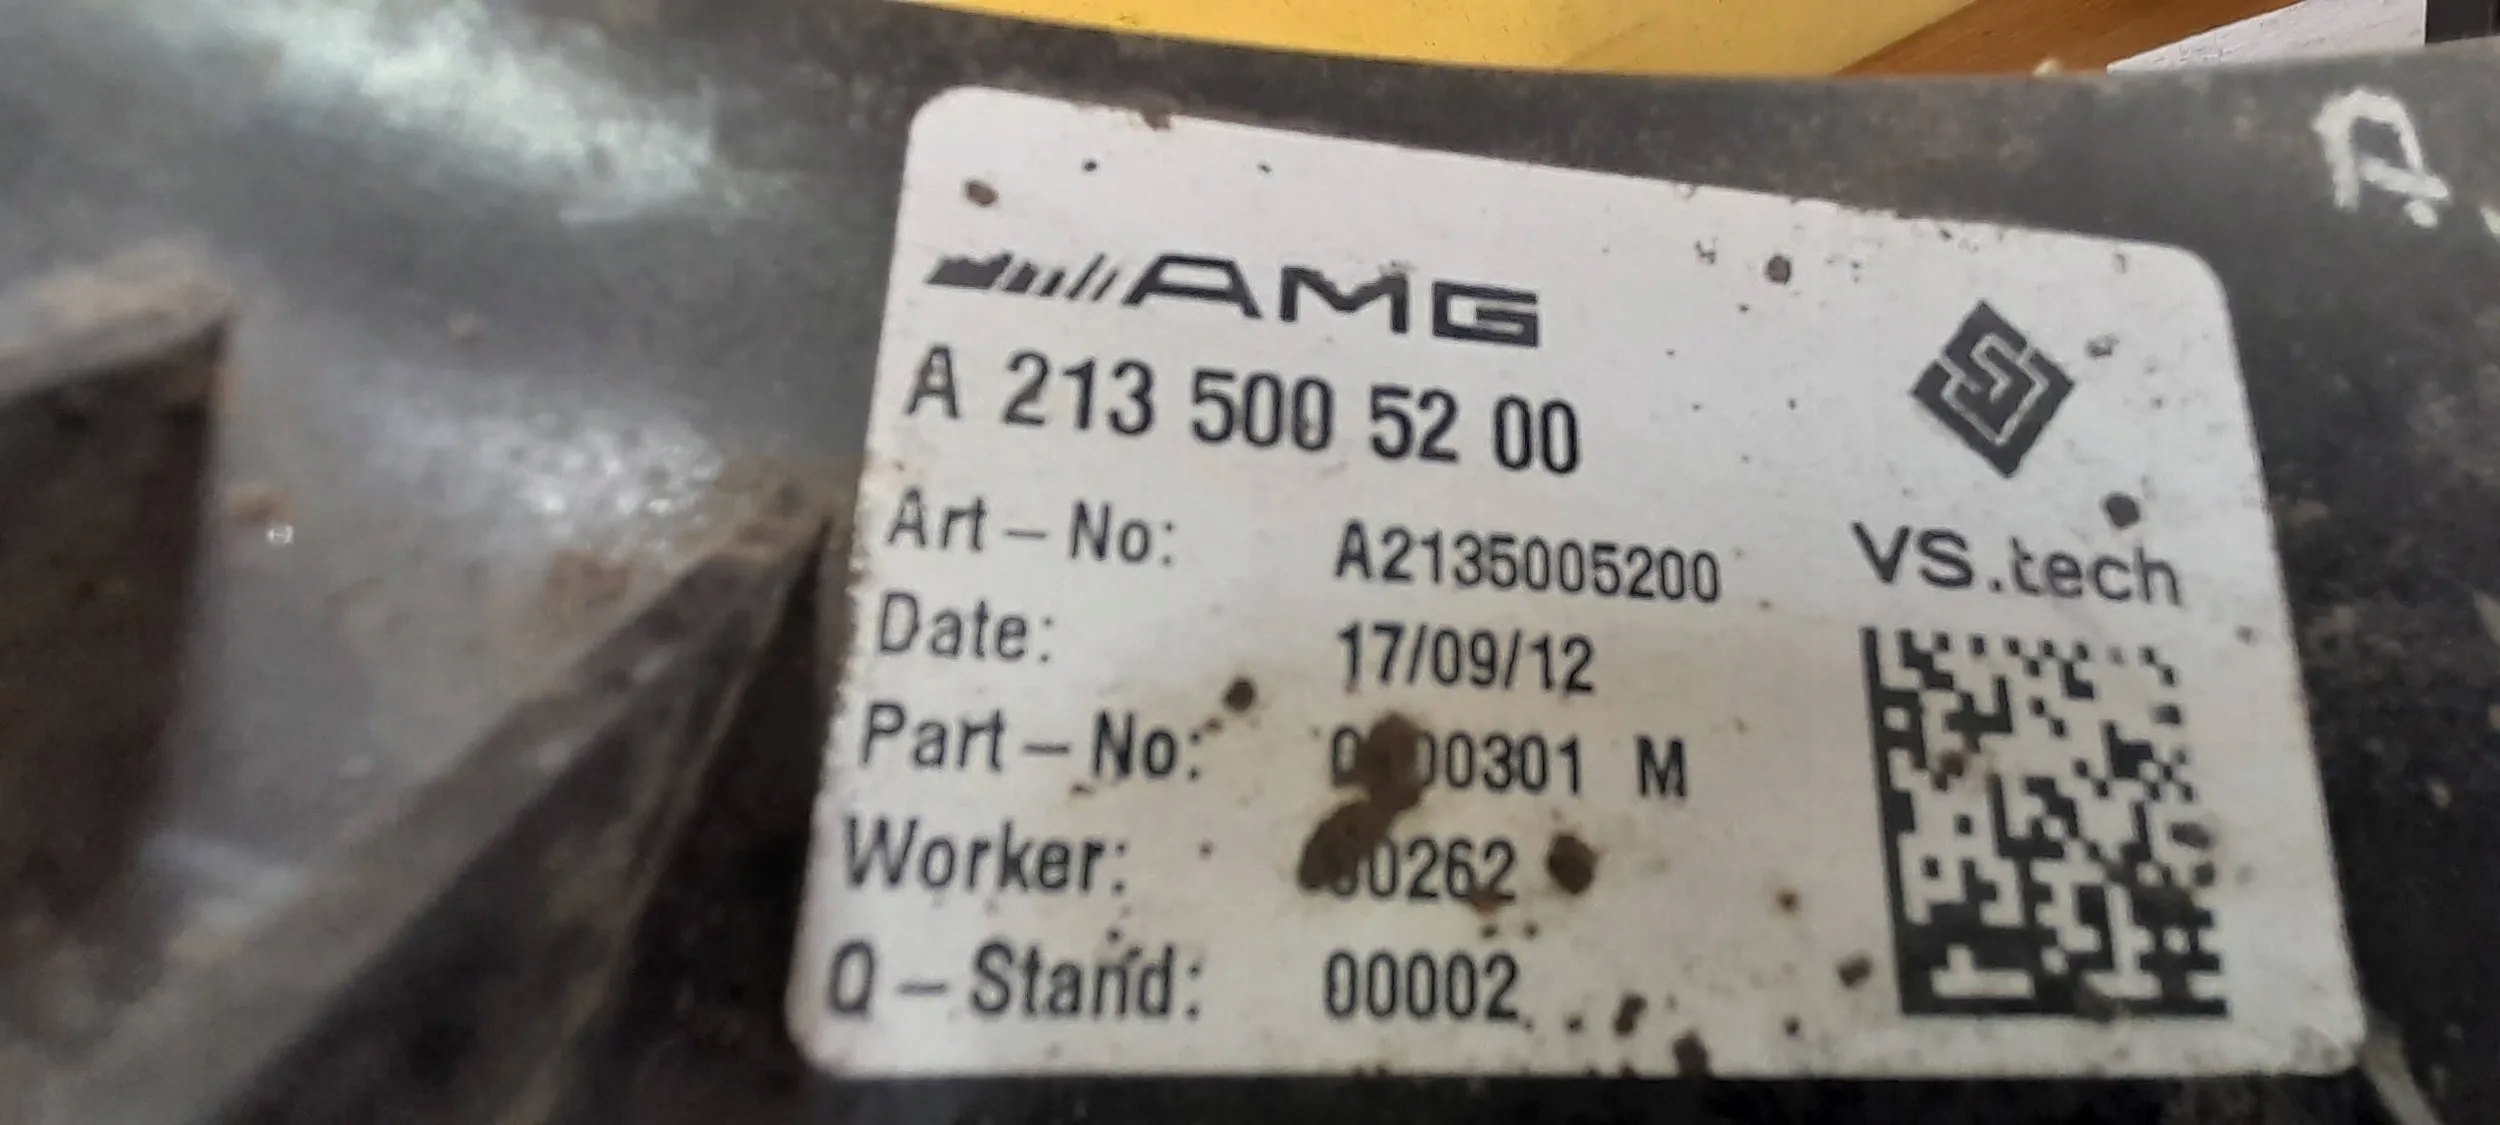 AMG
A 213 500 52 00
Art-No: A2135005200
VS.tech
Date: 17/09/12
Part-No: M
Worker:
Q-Stand: 00002